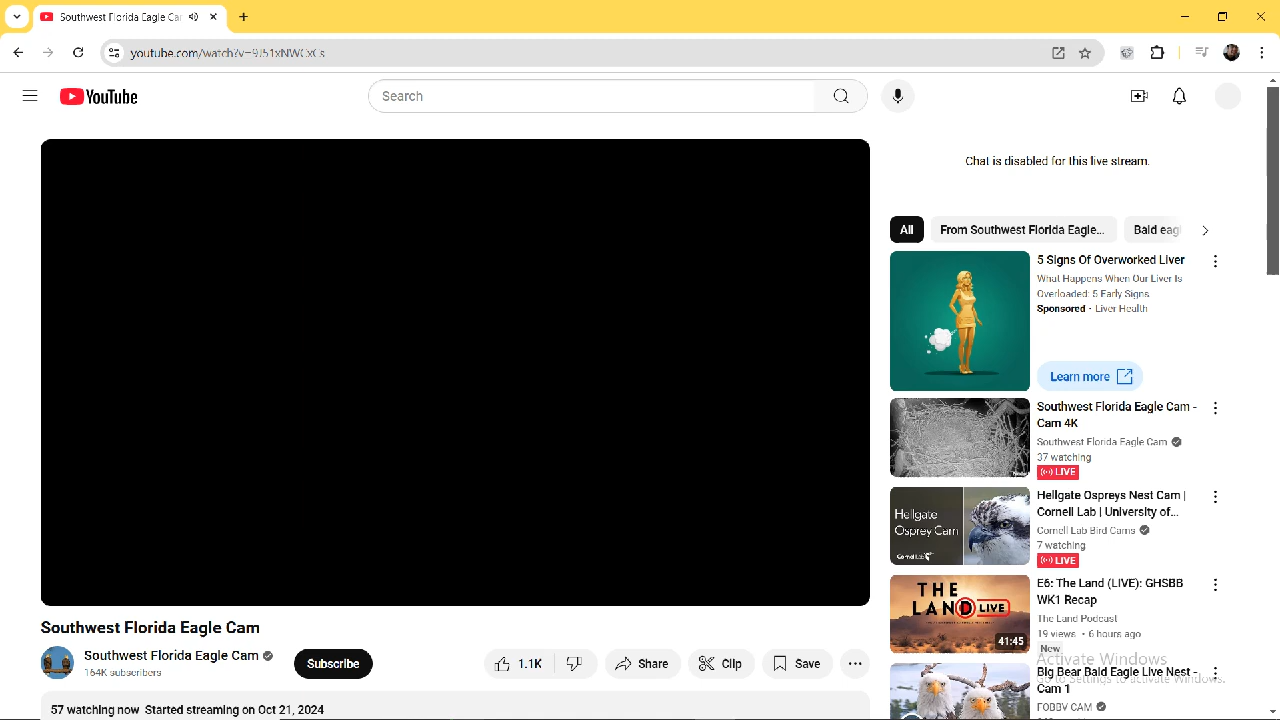 Southwest Florida Eagle Car
youtube.com/watch?v=9J51xNWCxCs
YouTube
Search
Chat is disabled for this live stream.
All
From Southwest Florida Eagle...
Bald eagl
5 Signs Of Overworked Liver
What Happens When Our Liver Is
Overloaded: 5 Early Signs
Sponsored · Liver Health
Learn more
Southwest Florida Eagle Cam -
Cam 4K
Southwest Florida Eagle Cam
37 watching
LIVE
Hellgate
Osprey Cam
Cornell Lab
Hellgate Ospreys Nest Cam |
Cornell Lab | University of...
Cornell Lab Bird Cams
7 watching
LIVE
THE
LAND LIVE
41:45
E6: The Land (LIVE): GHSBB
WK1 Recap
The Land Podcast
19 views · 6 hours ago
New
Big Bear Bald Eagle Live Nest -
Cam 1
FOBBV CAM
Southwest Florida Eagle Cam
Southwest Florida Eagle Cam
164K subscribers
Subscribe
1.1K
Share
Clip
Save
57 watching now Started streaming on Oct 21, 2024
Activate Windows
Go to Settings to activate Windows.